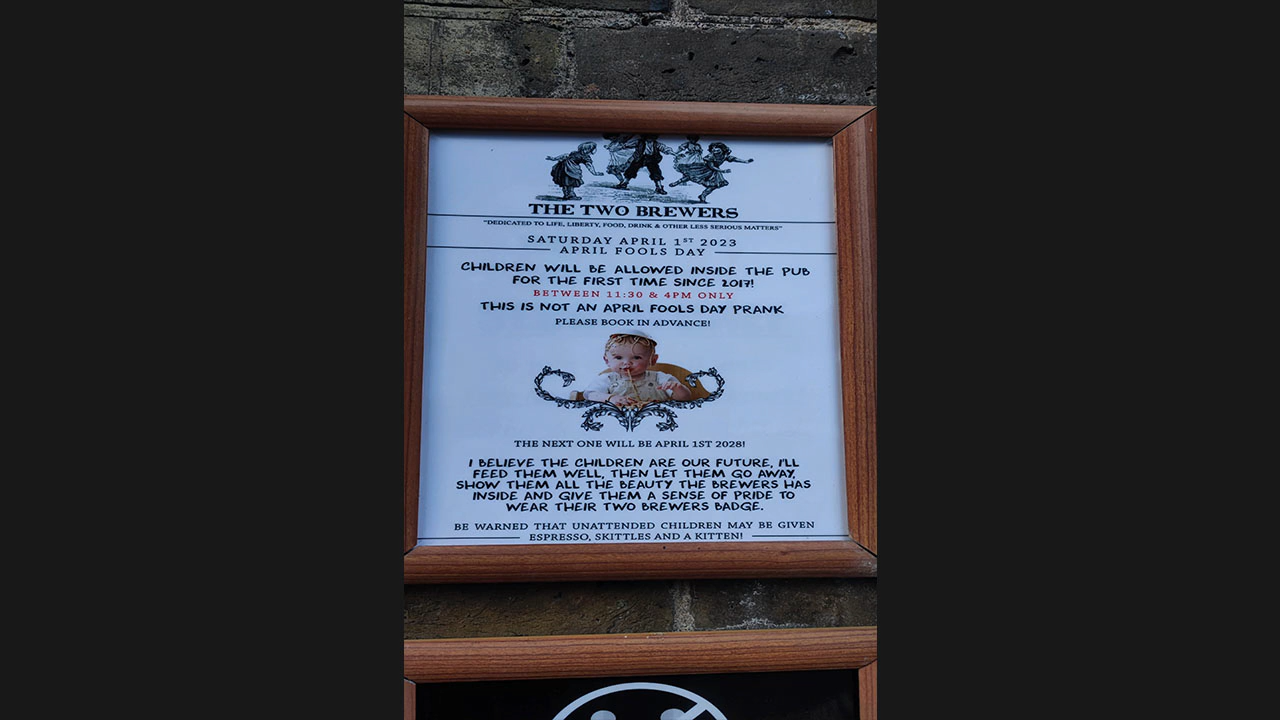 THE TWO BREWERS
"DEDICATED TO LIFE, LIBERTY, FOOD, DRINK & OTHER LESS SERIOUS MATTERS"
SATURDAY APRIL 1ST 2023
APRIL FOOLS DAY
CHILDREN WILL BE ALLOWED INSIDE THE PUB
FOR THE FIRST TIME SINCE 2017!
BETWEEN 11:30 & 4PM ONLY
THIS IS NOT AN APRIL FOOLS DAY PRANK
PLEASE BOOK IN ADVANCE!
THE NEXT ONE WILL BE APRIL 1ST 2028!
I BELIEVE THE CHILDREN ARE OUR FUTURE, I'LL
FEED THEM WELL, THEN LET THEM GO AWAY,
SHOW THEM ALL THE BEAUTY THE BREWERS HAS
INSIDE AND GIVE THEM A SENSE OF PRIDE TO
WEAR THEIR TWO BREWERS BADGE.
BE WARNED THAT UNATTENDED CHILDREN MAY BE GIVEN
ESPRESSO, SKITTLES AND A KITTEN!